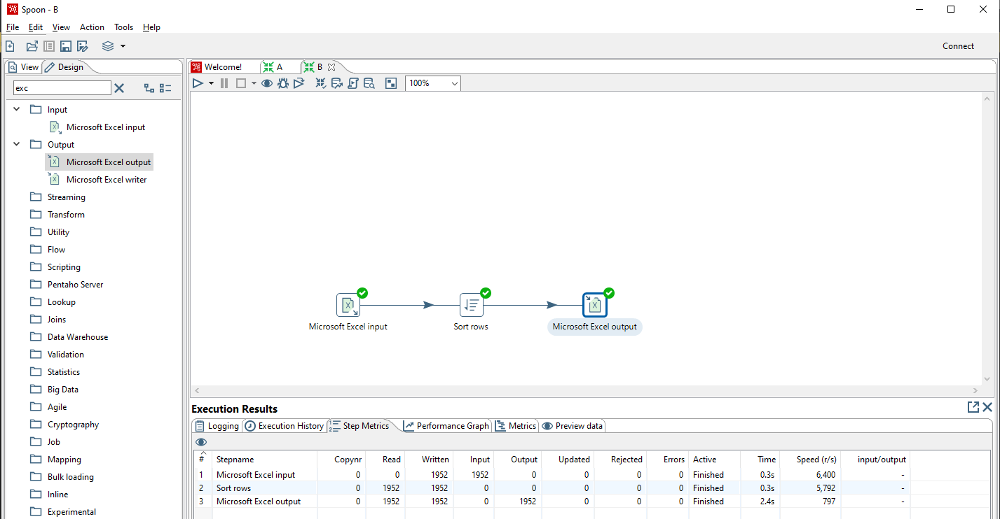 Spoon - B
File Edit View Action Tools Help
Connect
View Design
Welcome! A B
exc
100%
Input
Microsoft Excel input
Output
Microsoft Excel output
Microsoft Excel writer
Streaming
Transform
Utility
Flow
Scripting
Pentaho Server
Lookup
Joins
Data Warehouse
Validation
Statistics
Big Data
Agile
Cryptography
Job
Mapping
Bulk loading
Inline
Experimental
Microsoft Excel input Sort rows Microsoft Excel output
Execution Results
Logging Execution History Step Metrics Performance Graph Metrics Preview data
# Stepname Copynr Read Written Input Output Updated Rejected Errors Active Time Speed (r/s) input/output
1 Microsoft Excel input 0 0 1952 1952 0 0 0 0 Finished 0.3s 6,400 -
2 Sort rows 0 1952 1952 0 0 0 0 0 Finished 0.3s 5,792 -
3 Microsoft Excel output 0 1952 1952 0 1952 0 0 0 Finished 2.4s 797 -